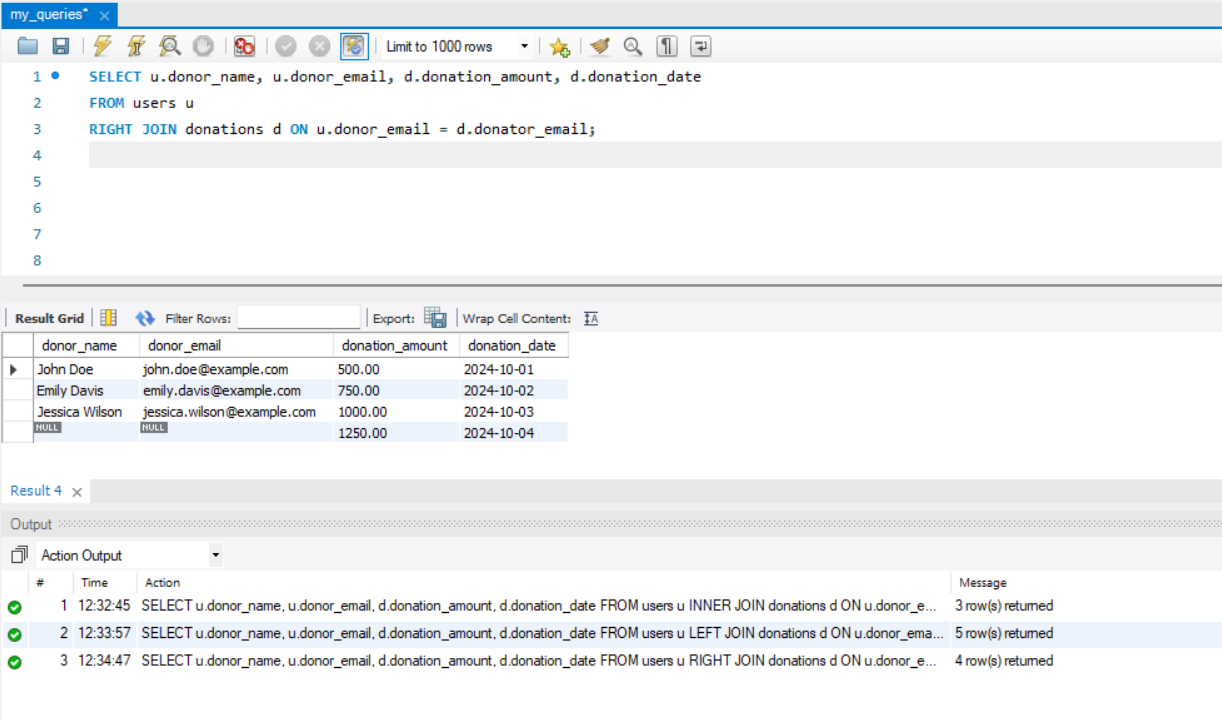 my_queries*
Limit to 1000 rows
1 SELECT u.donor_name, u.donor_email, d.donation_amount, d.donation_date
2 FROM users u
3 RIGHT JOIN donations d ON u.donor_email = d.donator_email;
4
5
6
7
8
Result Grid Filter Rows: Export: Wrap Cell Content: IA
donor_name donor_email donation_amount donation_date
John Doe john.doe@example.com 500.00 2024-10-01
Emily Davis emily.davis@example.com 750.00 2024-10-02
Jessica Wilson jessica.wilson@example.com 1000.00 2024-10-03
NULL NULL 1250.00 2024-10-04
Result 4
Output
Action Output
# Time Action Message
1 12:32:45 SELECT u.donor_name, u.donor_email, d.donation_amount, d.donation_date FROM users u INNER JOIN donations d ON u.donor_e... 3 row(s) returned
2 12:33:57 SELECT u.donor_name, u.donor_email, d.donation_amount, d.donation_date FROM users u LEFT JOIN donations d ON u.donor_ema... 5 row(s) returned
3 12:34:47 SELECT u.donor_name, u.donor_email, d.donation_amount, d.donation_date FROM users u RIGHT JOIN donations d ON u.donor_e... 4 row(s) returned